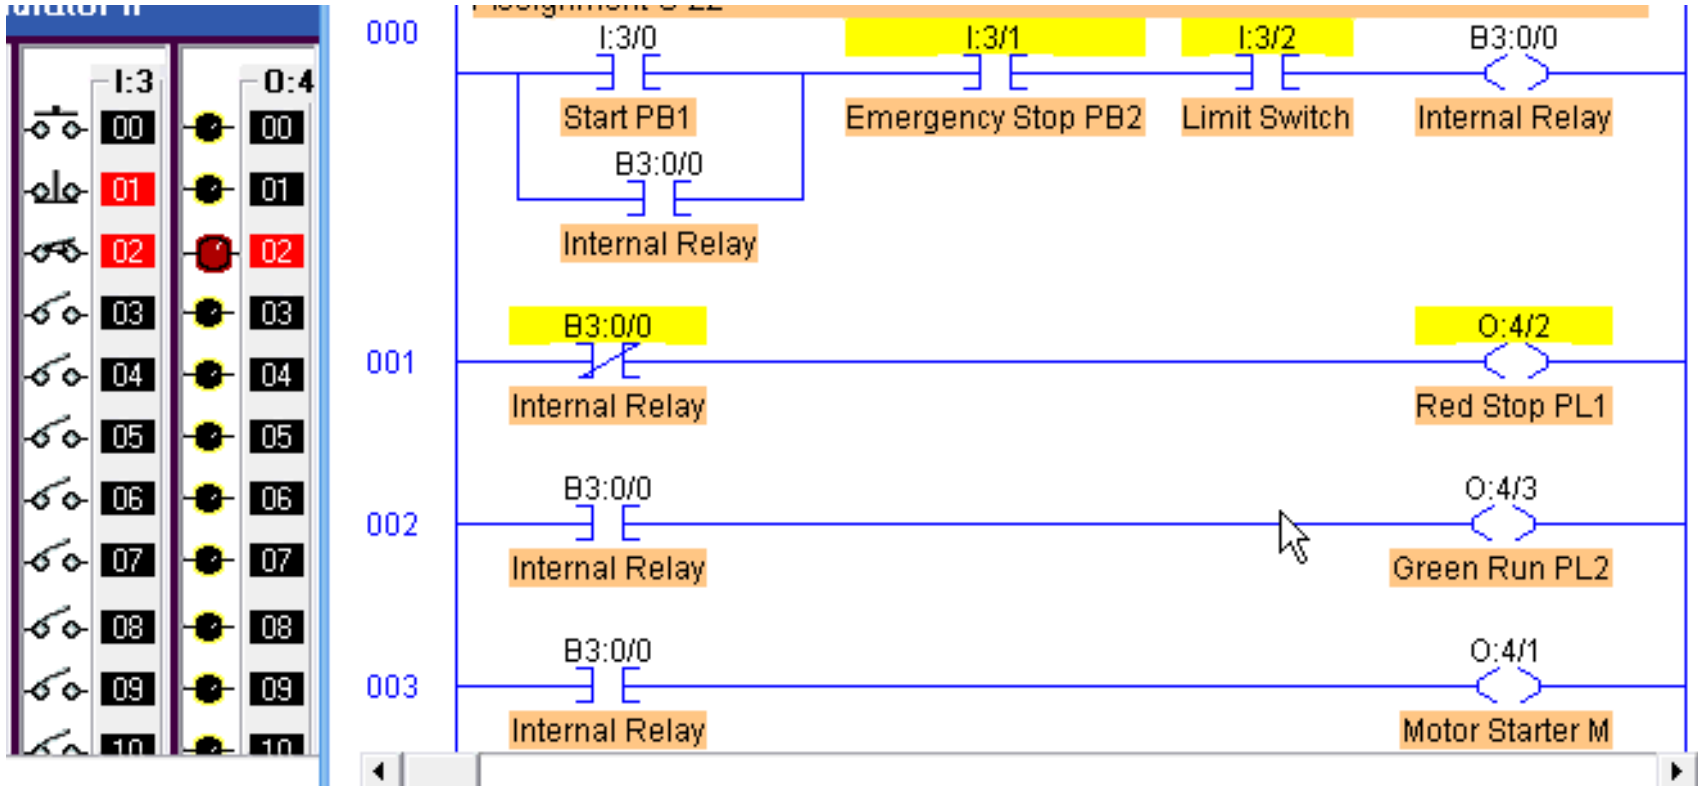 I:3
O:4
00
00
01
01
02
02
03
03
04
04
05
05
06
06
07
07
08
08
09
09
10
10
000
I:3/0
I:3/1
I:3/2
B3:0/0
Start PB1
Emergency Stop PB2
Limit Switch
Internal Relay
B3:0/0
Internal Relay
001
B3:0/0
O:4/2
Internal Relay
Red Stop PL1
002
B3:0/0
O:4/3
Internal Relay
Green Run PL2
003
B3:0/0
O:4/1
Internal Relay
Motor Starter M